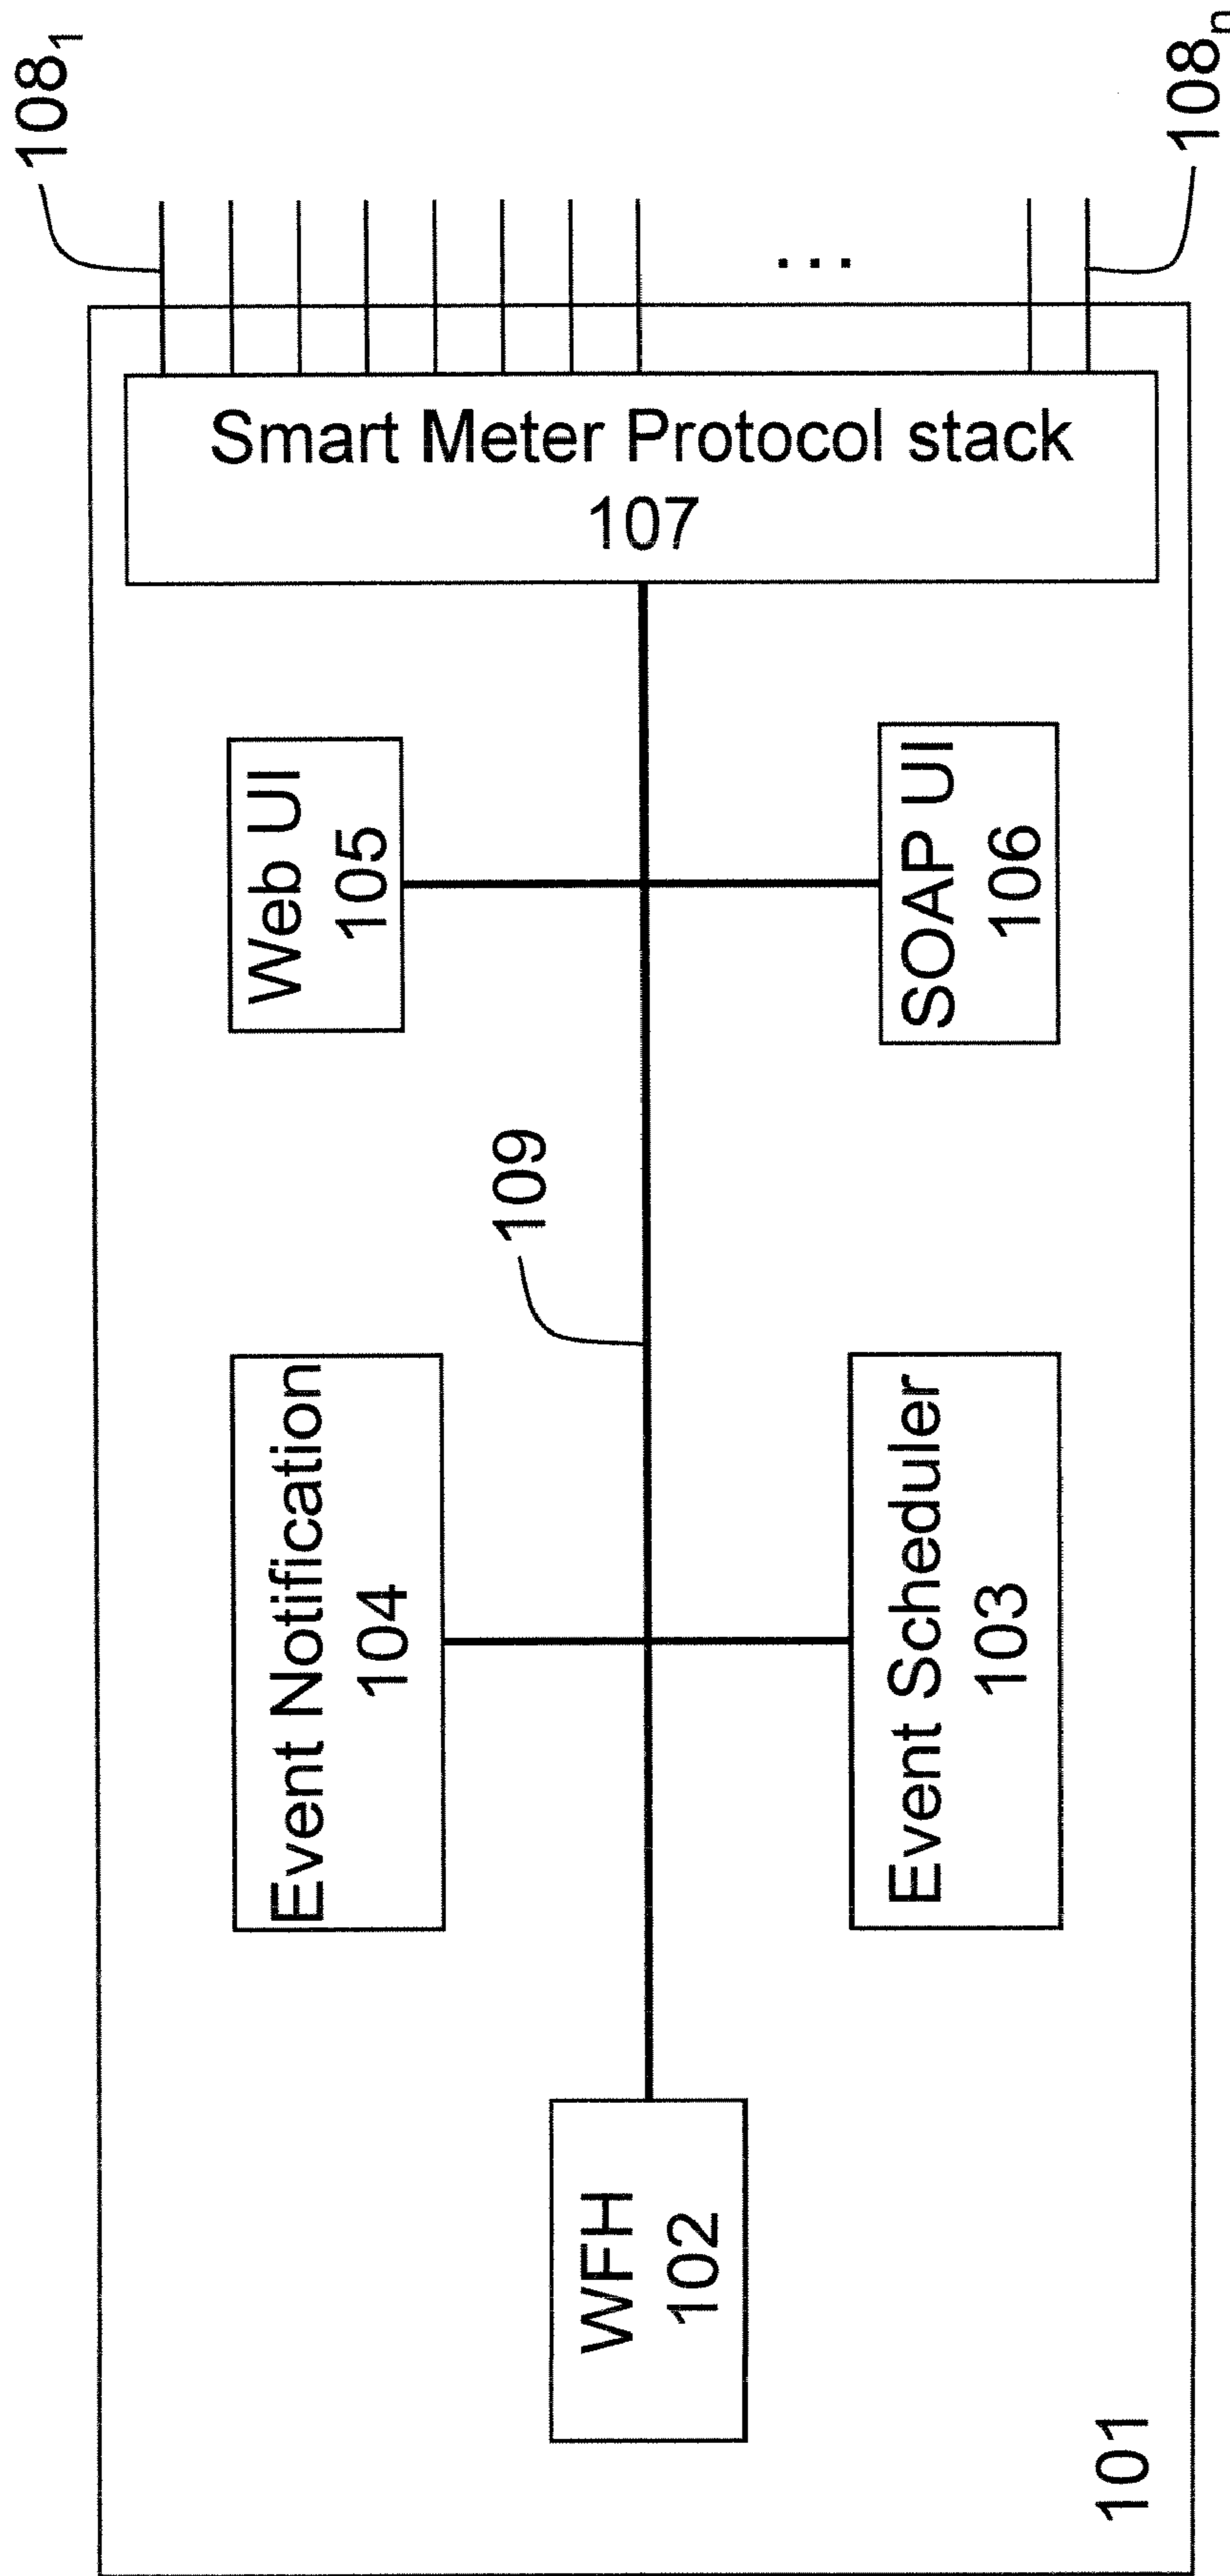 108₁
Smart Meter Protocol stack
107
...
108ₙ
Web UI
105
SOAP UI
106
109
Event Notification
104
Event Scheduler
103
WFH
102
101